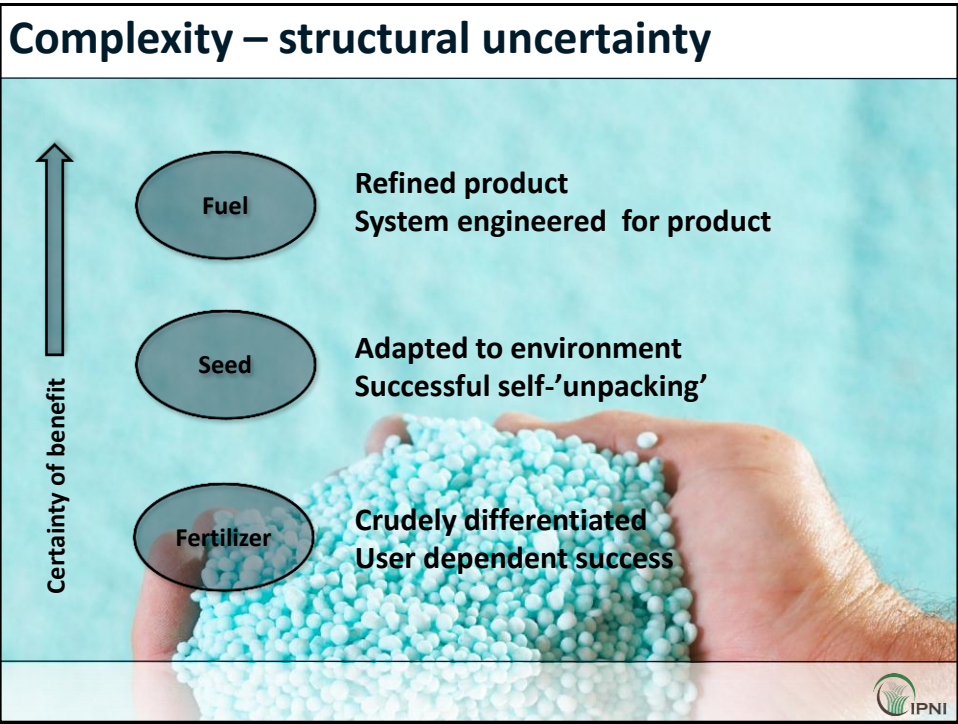 Complexity – structural uncertainty
Certainty of benefit
Fuel
Refined product
System engineered  for product
Seed
Adapted to environment
Successful self-’unpacking’
Fertilizer
Crudely differentiated
User dependent success
IPNI